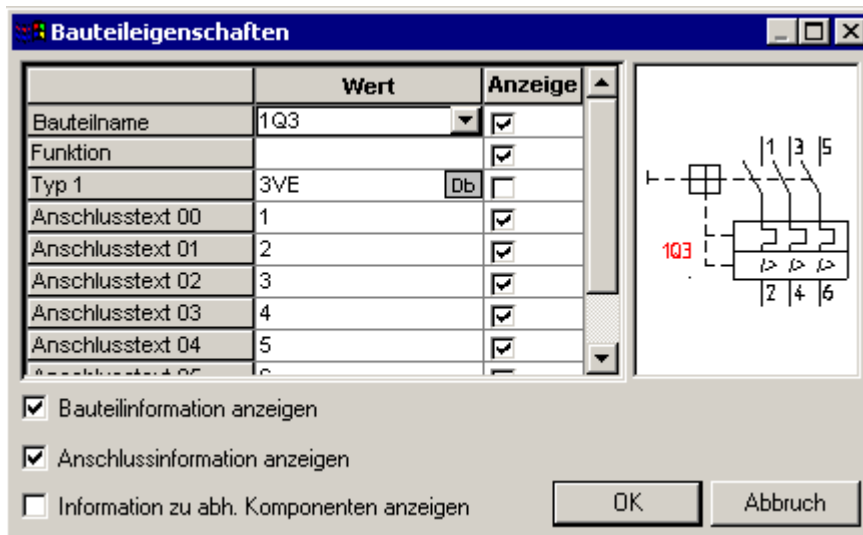 Bauteileigenschaften
Wert Anzeige
Bauteilname 1Q3
Funktion
Typ 1 3VE Db
Anschlusstext 00 1
Anschlusstext 01 2
Anschlusstext 02 3
Anschlusstext 03 4
Anschlusstext 04 5
1 3 5
1Q3
2 4 6
Bauteilinformation anzeigen
Anschlussinformation anzeigen
Information zu abh. Komponenten anzeigen
OK Abbruch